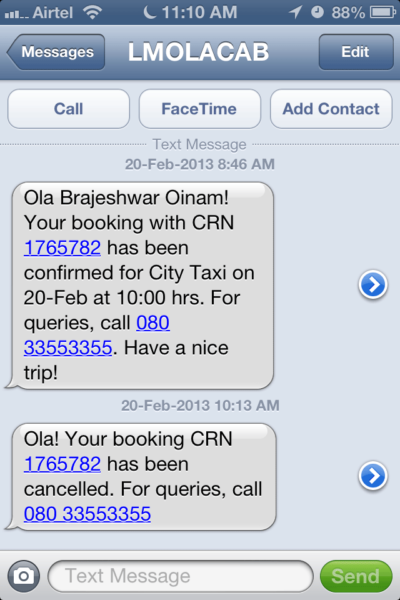 Airtel 11:10 AM 88%
Messages LMOLACAB Edit
Call FaceTime Add Contact
Text Message
20-Feb-2013 8:46 AM
Ola Brajeshwar Oinam!
Your booking with CRN
1765782 has been
confirmed for City Taxi on
20-Feb at 10:00 hrs. For
queries, call 080
33553355. Have a nice
trip!
20-Feb-2013 10:13 AM
Ola! Your booking CRN
1765782 has been
cancelled. For queries, call
080 33553355
Text Message Send